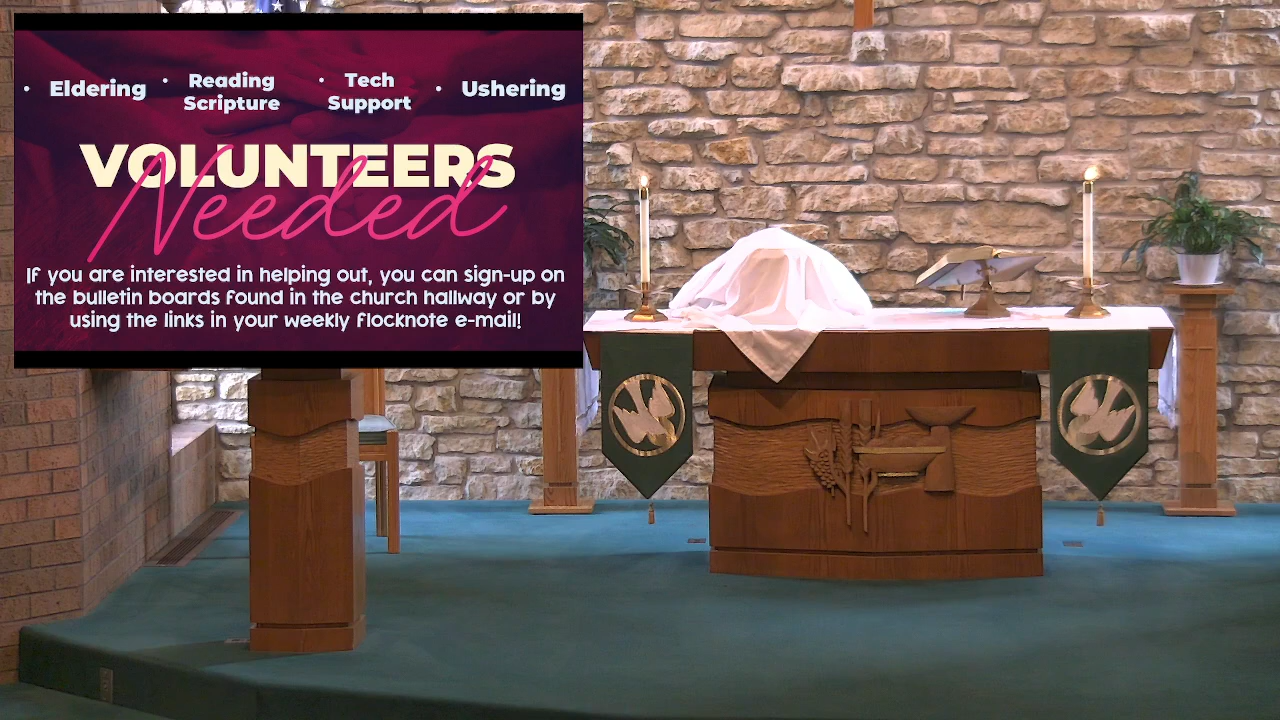 • Eldering • Reading Scripture • Tech Support • Ushering
VOLUNTEERS
Needed
If you are interested in helping out, you can sign-up on
the bulletin boards found in the church hallway or by
using the links in your weekly flocknote e-mail!